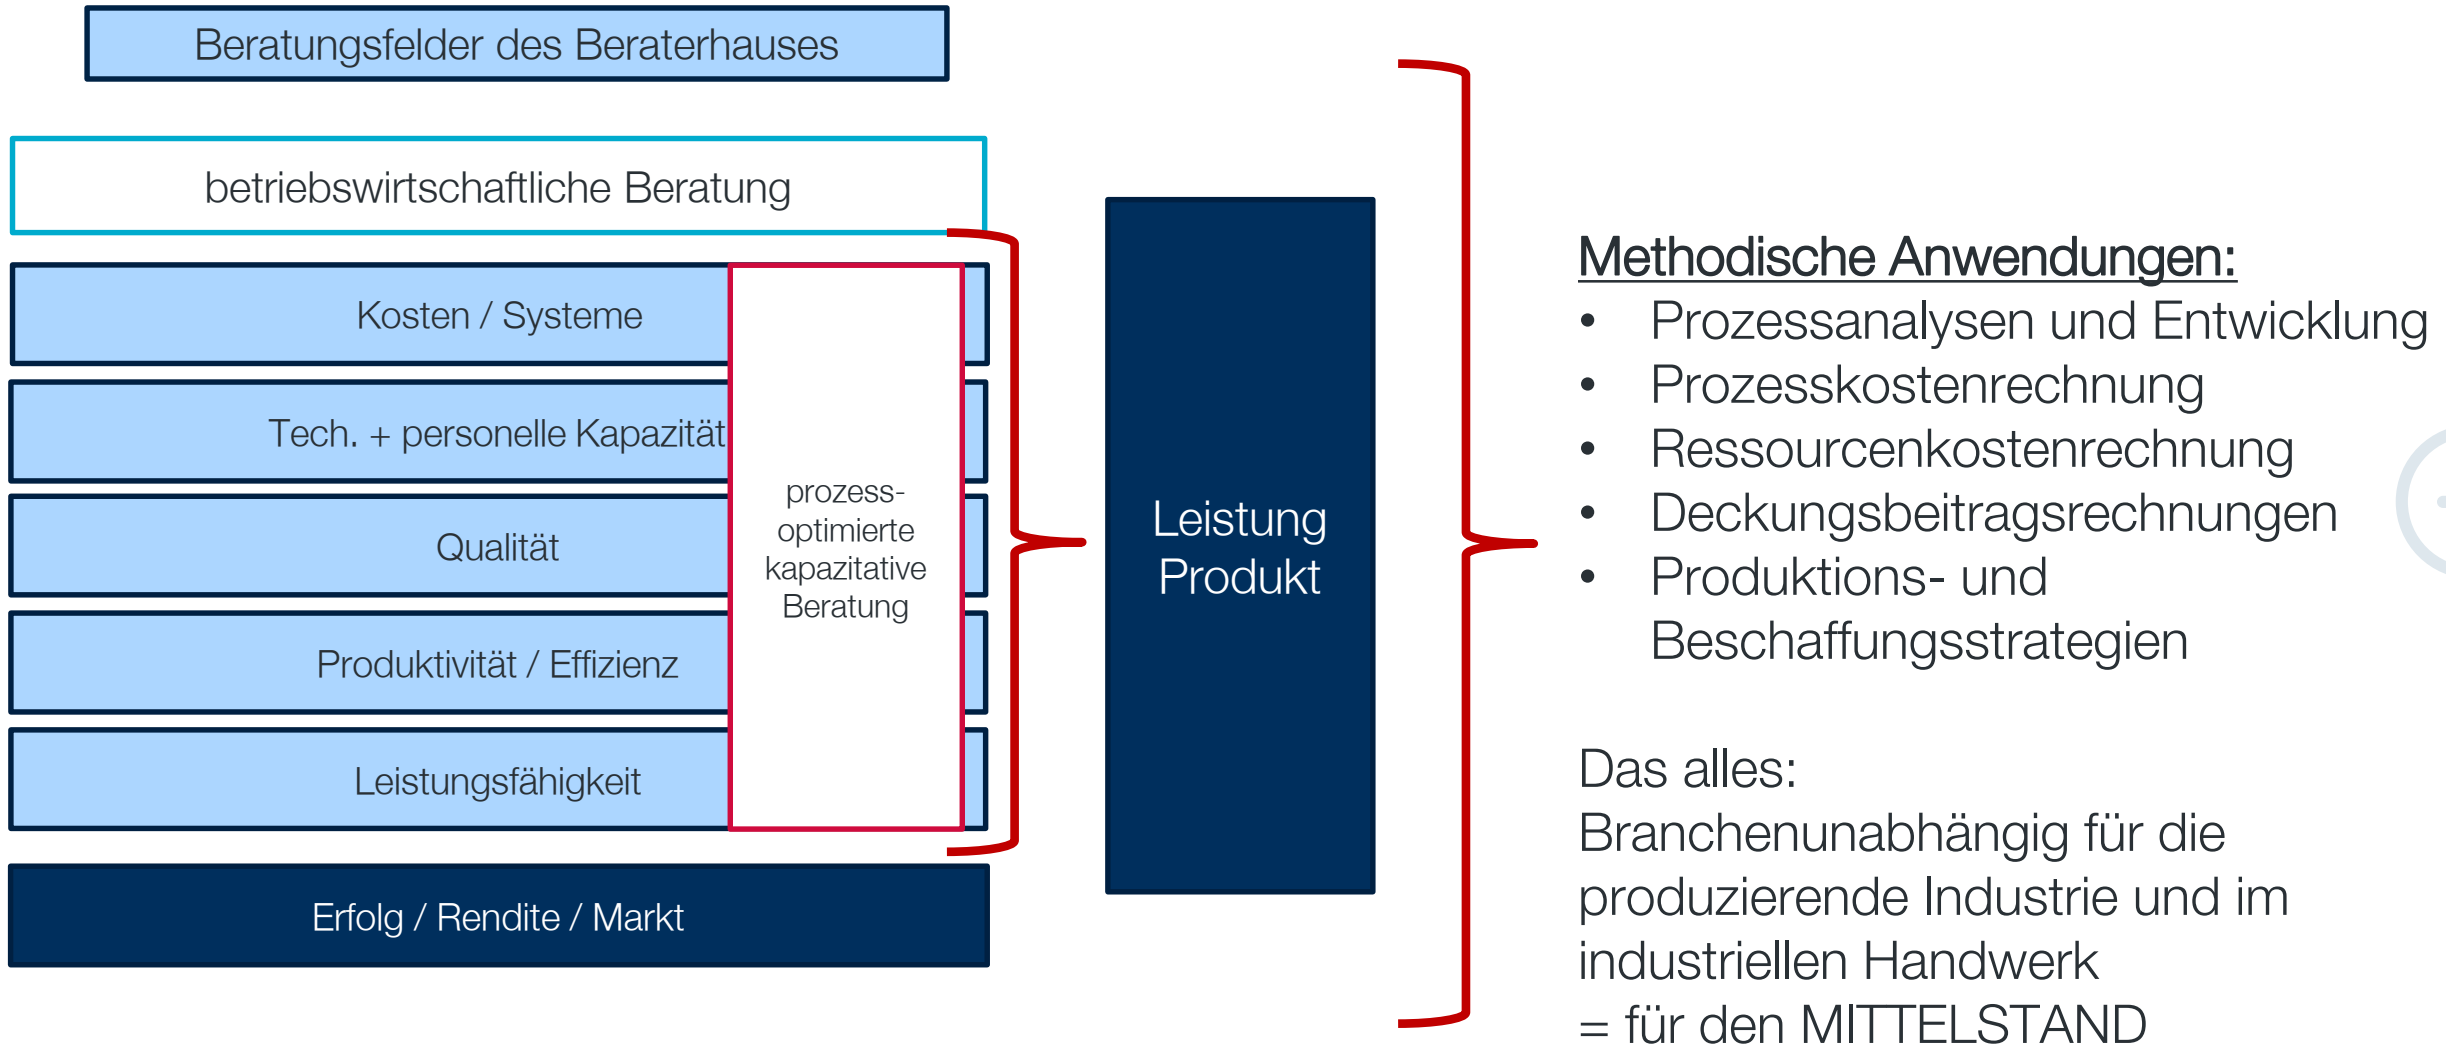 Beratungsfelder des Beraterhauses
betriebswirtschaftliche Beratung
Kosten / Systeme
Tech. + personelle Kapazität
Qualität
Produktivität / Effizienz
Leistungsfähigkeit
prozess-
optimierte
kapazitative
Beratung
Erfolg / Rendite / Markt
Leistung
Produkt
Methodische Anwendungen:
• Prozessanalysen und Entwicklung
• Prozesskostenrechnung
• Ressourcenkostenrechnung
• Deckungsbeitragsrechnungen
• Produktions- und
Beschaffungsstrategien
Das alles:
Branchenunabhängig für die
produzierende Industrie und im
industriellen Handwerk
= für den MITTELSTAND